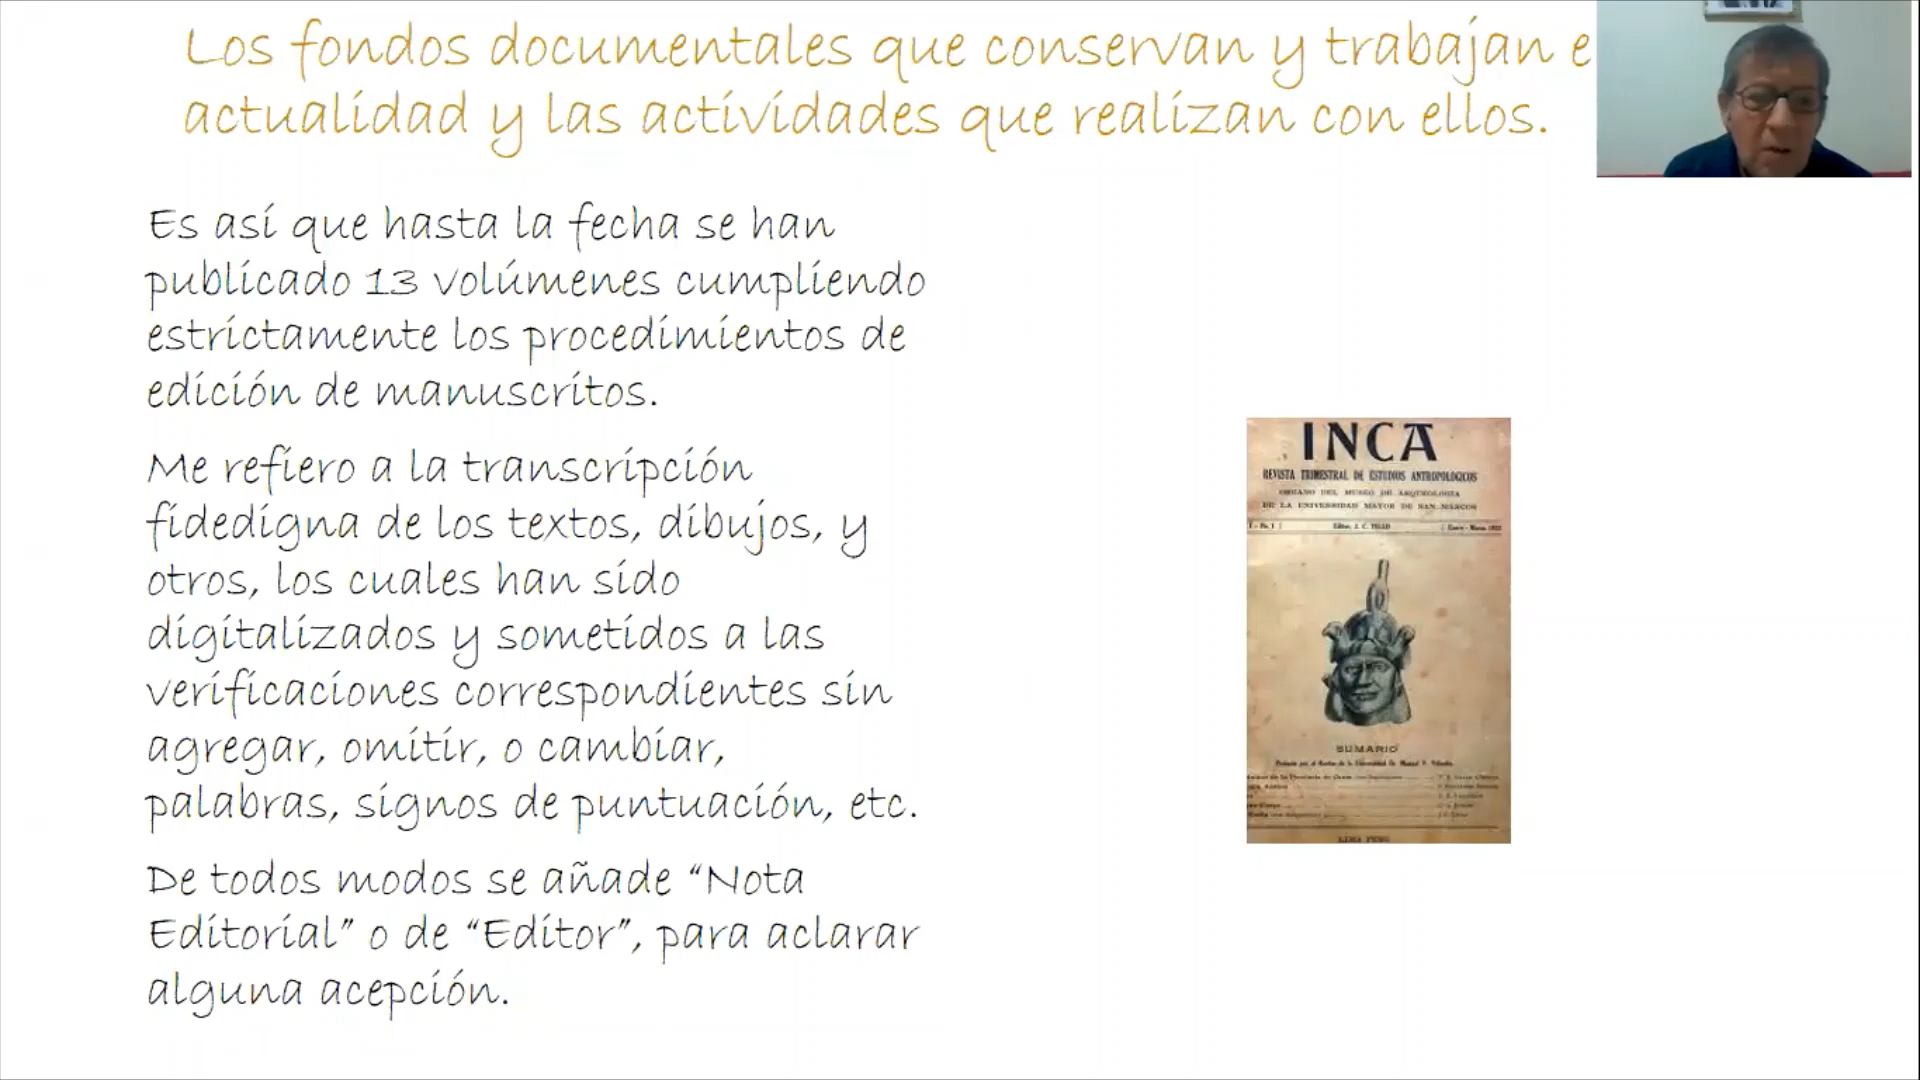 Los fondos documentales que conservan y trabajan e
actualidad y las actividades que realizan con ellos.
Es así que hasta la fecha se han
publicado 13 volúmenes cumpliendo
estrictamente los procedimientos de
edición de manuscritos.
Me refiero a la transcripción
fidedigna de los textos, dibujos, y
otros, los cuales han sido
digitalizados y sometidos a las
verificaciones correspondientes sin
agregar, omitir, o cambiar,
palabras, signos de puntuación, etc.
De todos modos se añade “Nota
Editorial” o de “Editor”, para aclarar
alguna acepción.
INCA
REVISTA TRIMESTRAL DE ESTUDIOS ANTROPOLOGICOS
ORGANO DEL MUSEO DE ARQUEOLOGIA
DE LA UNIVERSIDAD MAYOR DE SAN MARCOS
Editor, J. C. TELLO
SUMARIO
LIMA PERU